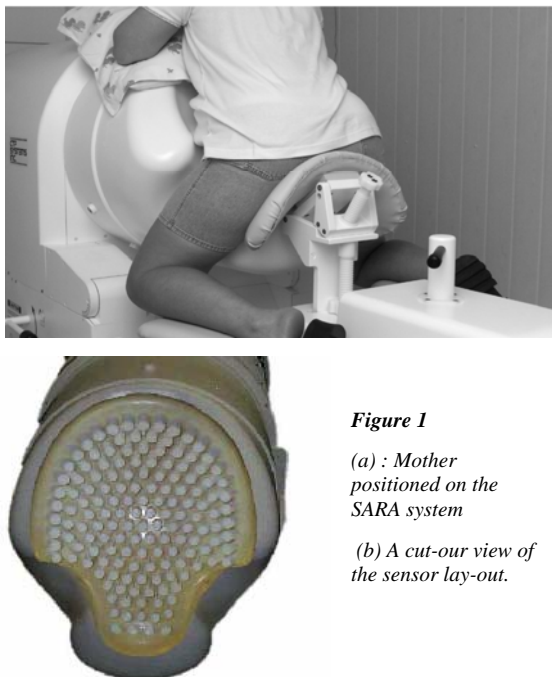 Figure 1
(a) : Mother
positioned on the
SARA system
(b) A cut-our view of
the sensor lay-out.